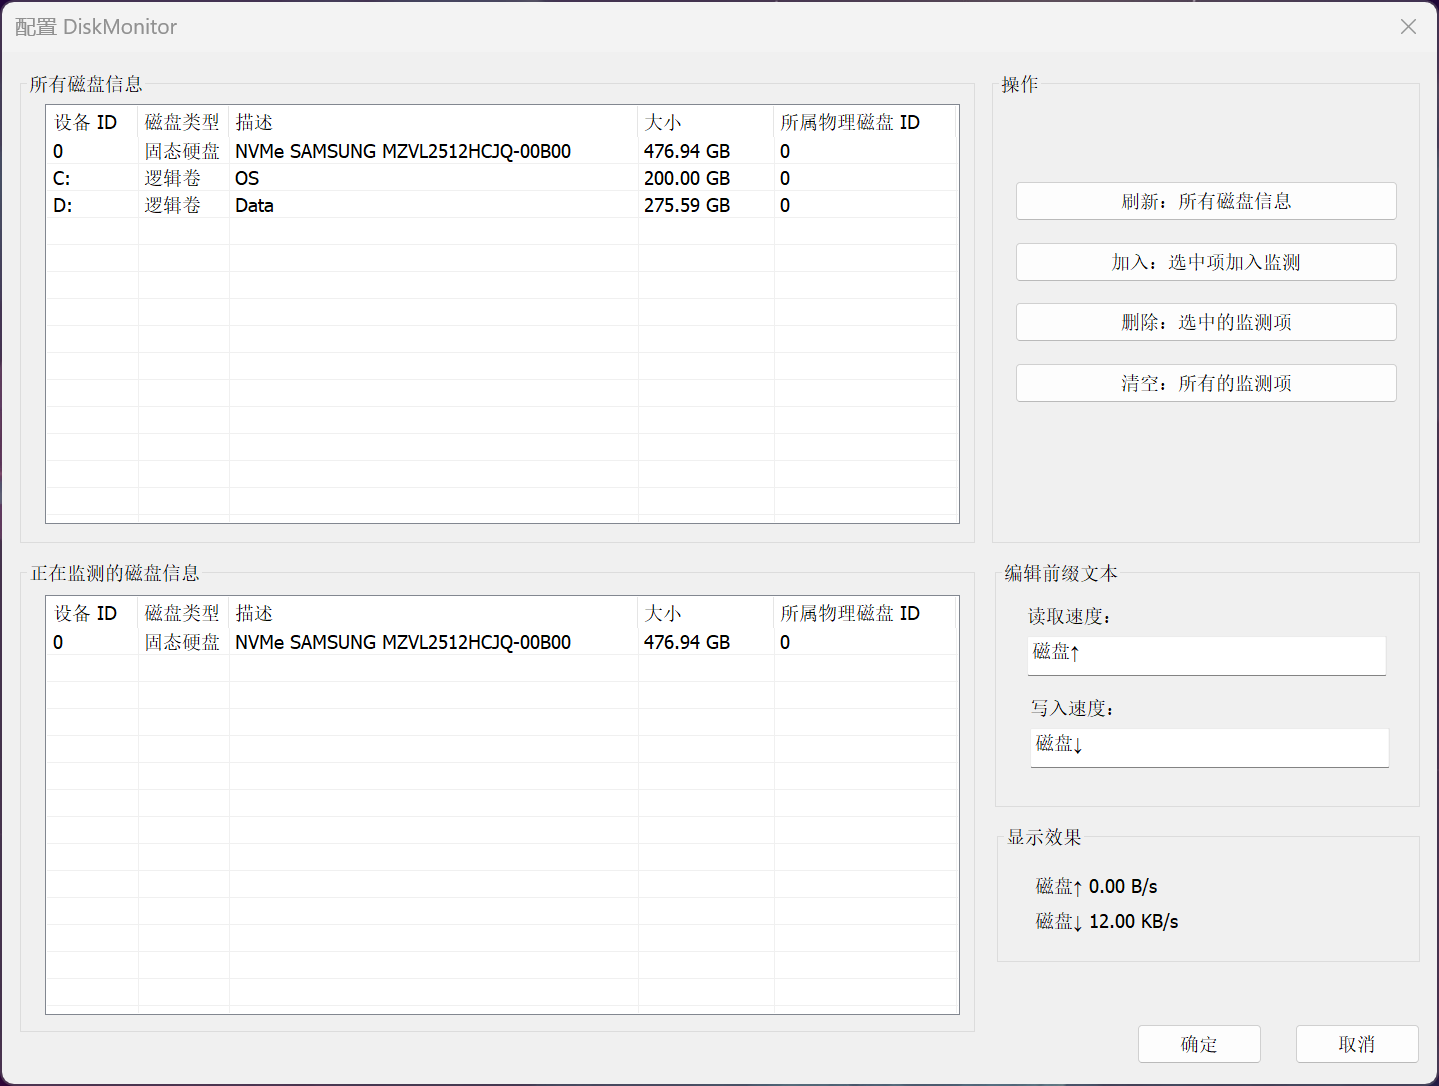 配置 DiskMonitor
所有磁盘信息
设备 ID 磁盘类型 描述 大小 所属物理磁盘 ID
0 固态硬盘 NVMe SAMSUNG MZVL2512HCJQ-00B00 476.94 GB 0
C: 逻辑卷 OS 200.00 GB 0
D: 逻辑卷 Data 275.59 GB 0
操作
刷新：所有磁盘信息
加入：选中项加入监测
删除：选中的监测项
清空：所有的监测项
正在监测的磁盘信息
设备 ID 磁盘类型 描述 大小 所属物理磁盘 ID
0 固态硬盘 NVMe SAMSUNG MZVL2512HCJQ-00B00 476.94 GB 0
编辑前缀文本
读取速度：
磁盘↑
写入速度：
磁盘↓
显示效果
磁盘↑ 0.00 B/s
磁盘↓ 12.00 KB/s
确定 取消